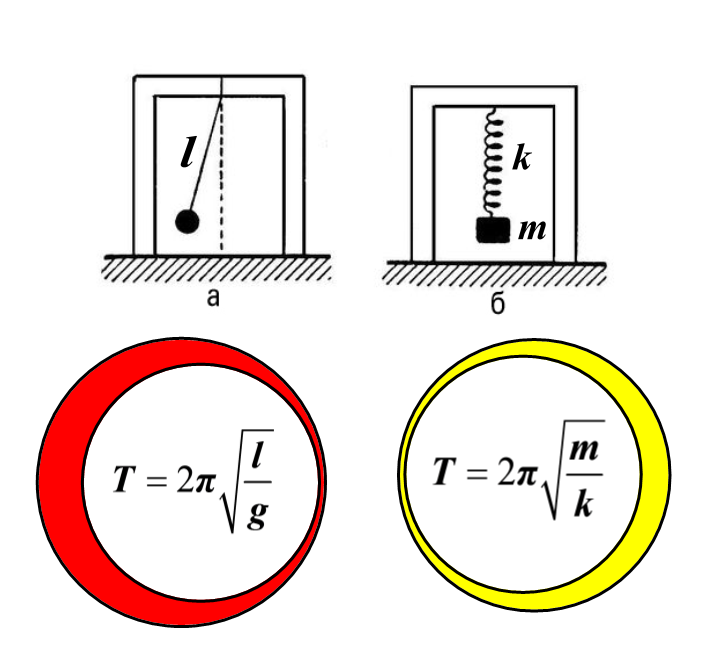 l
k
m
а
б
T = 2π√(l/g)
T = 2π√(m/k)